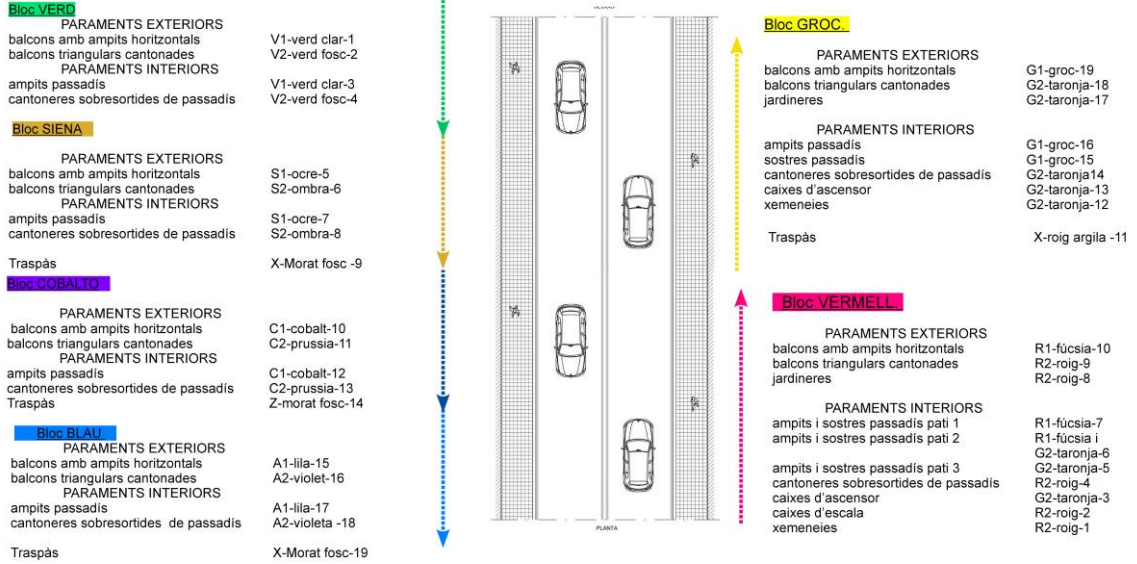 Bloc VERD
PARAMENTS EXTERIORS
balcons amb ampits horitzontals V1-verd clar-1
balcons triangulars cantonades V2-verd fosc-2
PARAMENTS INTERIORS
ampits passadís V1-verd clar-3
cantoneres sobresortides de passadís V2-verd fosc-4
Bloc SIENA
PARAMENTS EXTERIORS
balcons amb ampits horitzontals S1-ocre-5
balcons triangulars cantonades S2-ombra-6
PARAMENTS INTERIORS
ampits passadís S1-ocre-7
cantoneres sobresortides de passadís S2-ombra-8
Traspàs X-Morat fosc -9
Bloc COBALTO
PARAMENTS EXTERIORS
balcons amb ampits horitzontals C1-cobalt-10
balcons triangulars cantonades C2-prussia-11
PARAMENTS INTERIORS
ampits passadís C1-cobalt-12
cantoneres sobresortides de passadís C2-prussia-13
Traspàs Z-morat fosc-14
Bloc BLAU
PARAMENTS EXTERIORS
balcons amb ampits horitzontals A1-lila-15
balcons triangulars cantonades A2-violet-16
PARAMENTS INTERIORS
ampits passadís A1-lila-17
cantoneres sobresortides de passadís A2-violeta -18
Traspàs X-Morat fosc-19
PLANTA
Bloc GROC.
PARAMENTS EXTERIORS
balcons amb ampits horitzontals G1-groc-19
balcons triangulars cantonades G2-taronja-18
jardineres G2-taronja-17
PARAMENTS INTERIORS
ampits passadís G1-groc-16
sostres passadís G1-groc-15
cantoneres sobresortides de passadís G2-taronja14
caixes d'ascensor G2-taronja-13
xemeneies G2-taronja-12
Traspàs X-roig argila -11
Bloc VERMELL.
PARAMENTS EXTERIORS
balcons amb ampits horitzontals R1-fúcsia-10
balcons triangulars cantonades R2-roig-9
jardineres R2-roig-8
PARAMENTS INTERIORS
ampits i sostres passadís pati 1 R1-fúcsia-7
ampits i sostres passadís pati 2 R1-fúcsia i
G2-taronja-6
ampits i sostres passadís pati 3 G2-taronja-5
cantoneres sobresortides de passadís R2-roig-4
caixes d'ascensor G2-taronja-3
caixes d'escala R2-roig-2
xemeneies R2-roig-1